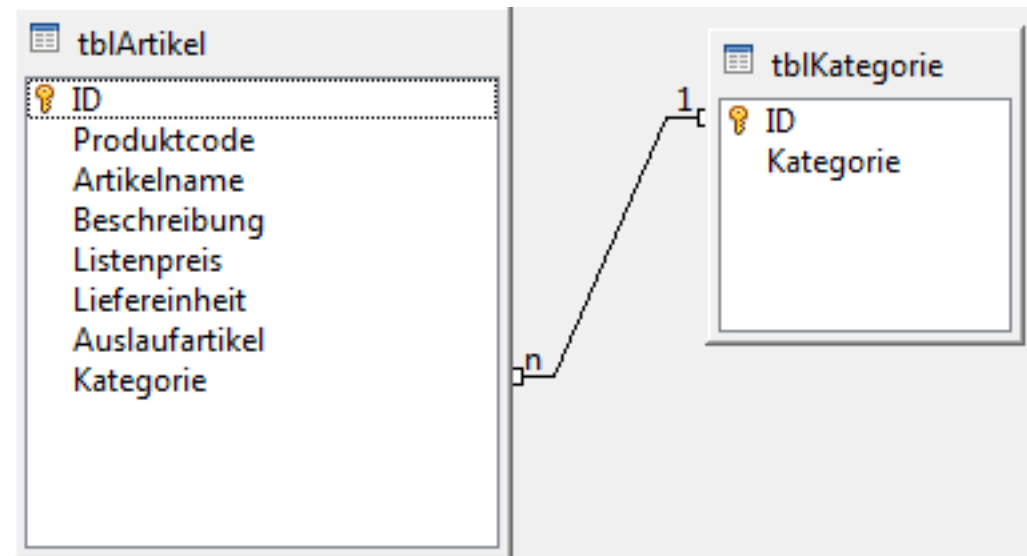 tblArtikel
ID
Produktcode
Artikelname
Beschreibung
Listenpreis
Liefereinheit
Auslaufartikel
Kategorie
n
1
tblKategorie
ID
Kategorie